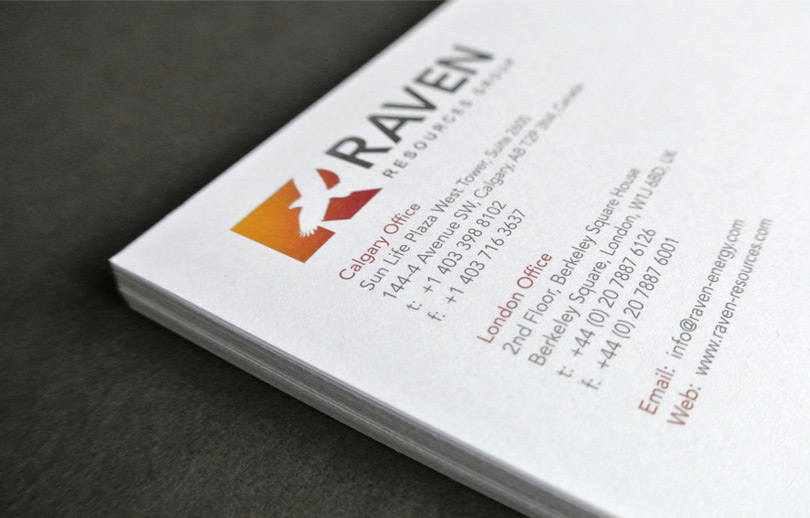 RAVEN
RESOURCES GROUP
Calgary Office
Sun Life Plaza West Tower, Suite 2600
144-4 Avenue SW, Calgary, AB T2P 3N4, Canada
t: +1 403 398 8102
f: +1 403 716 3637
London Office
2nd Floor, Berkeley Square House
Berkeley Square, London, W1J 6BD, UK
t: +44 (0) 20 7887 6126
f: +44 (0) 20 7887 6001
Email: info@raven-energy.com
Web: www.raven-resources.com